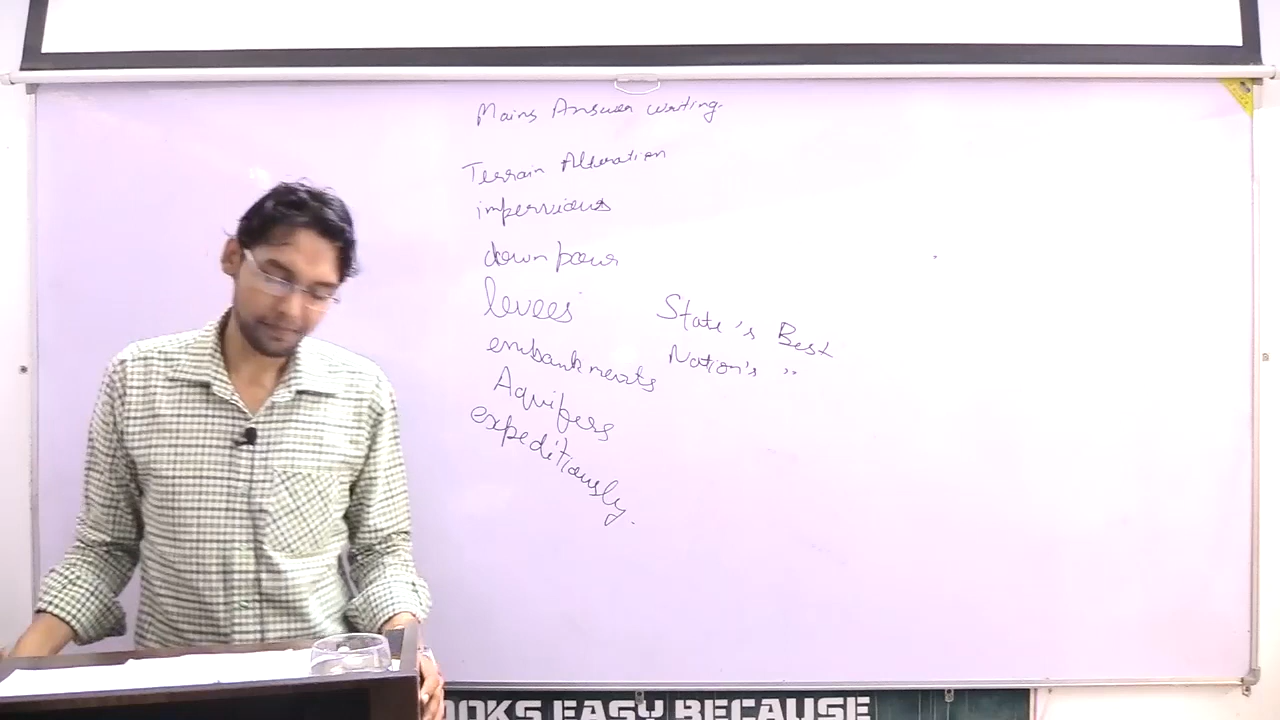 Mains Answer Writing.
Terrain Alteration
impervious
downpour
levees
embankments
Aquifers
expeditiously.
State's Best
Nation's "
OOKS EASY BECAUSE